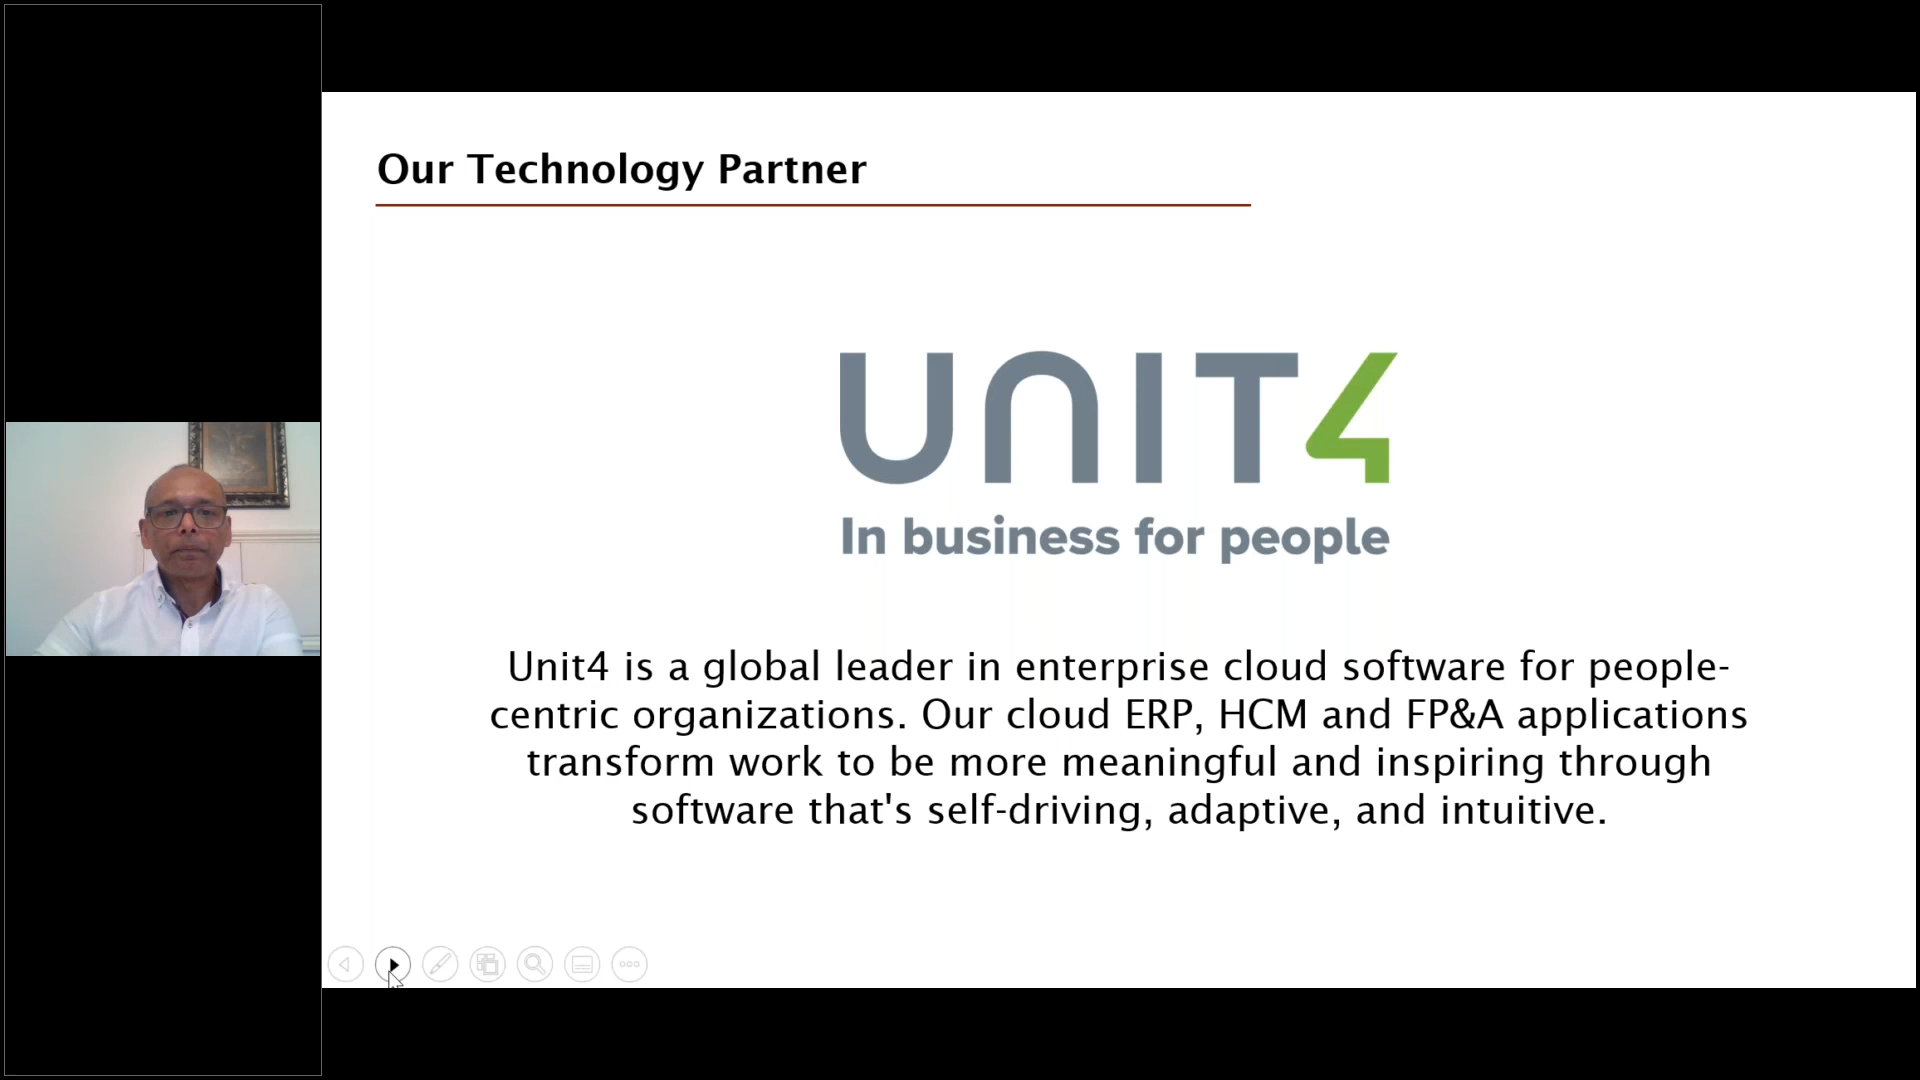 Our Technology Partner
UNIT4
In business for people
Unit4 is a global leader in enterprise cloud software for people-
centric organizations. Our cloud ERP, HCM and FP&A applications
transform work to be more meaningful and inspiring through
software that's self-driving, adaptive, and intuitive.